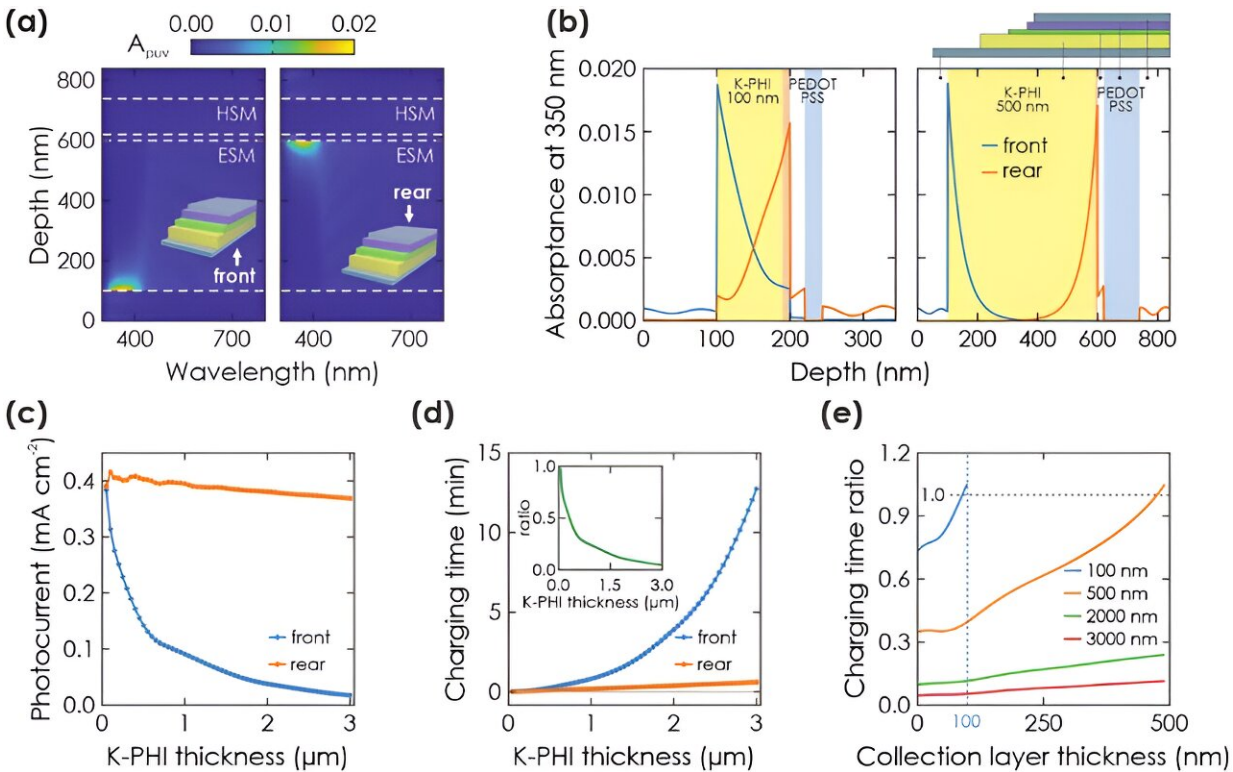 (a)
A_puv
0.00 0.01 0.02
Depth (nm)
800
600
400
200
0
HSM
ESM
front
HSM
ESM
rear
400 700 400 700
Wavelength (nm)
(b)
Absorptance at 350 nm
0.020
0.015
0.010
0.005
0.000
K-PHI
100 nm
PEDOT
PSS
K-PHI
500 nm
PEDOT
PSS
front
rear
0 100 200 300 0 200 400 600 800
Depth (nm)
(c)
Photocurrent (mA cm⁻²)
0.4
0.3
0.2
0.1
0.0
front
rear
0 1 2 3
K-PHI thickness (μm)
(d)
Charging time (min)
15
10
5
0
1.0
0.5
0.0
ratio
0.0 1.5 3.0
K-PHI thickness (μm)
front
rear
0 1 2 3
K-PHI thickness (μm)
(e)
Charging time ratio
1.2
0.9
0.6
0.3
0.0
1.0
100 nm
500 nm
2000 nm
3000 nm
0 100 250 500
Collection layer thickness (nm)